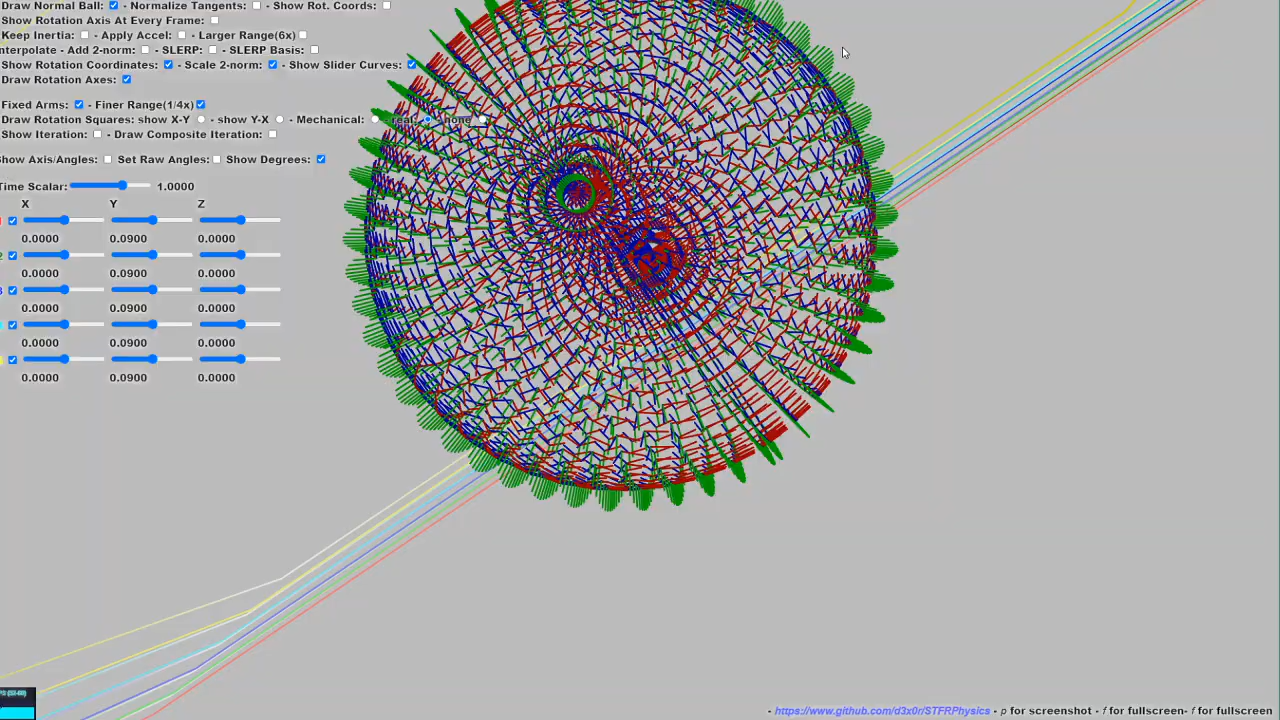 Draw Normal Ball: - Normalize Tangents: - Show Rot. Coords:
Show Rotation Axis At Every Frame:
Keep Inertia: - Apply Accel: - Larger Range(6x)
nterpolate - Add 2-norm: - SLERP: - SLERP Basis:
Show Rotation Coordinates: - Scale 2-norm: - Show Slider Curves:
Draw Rotation Axes:
Fixed Arms: - Finer Range(1/4x)
Draw Rotation Squares: show X-Y - show Y-X - Mechanical: - real - none
Show Iteration: - Draw Composite Iteration:
Show Axis/Angles: Set Raw Angles: Show Degrees:
Time Scalar: 1.0000
X Y Z
0.0000 0.0900 0.0000
2
0.0000 0.0900 0.0000
3
0.0000 0.0900 0.0000
0.0000 0.0900 0.0000
0.0000 0.0900 0.0000
- https://www.github.com/d3x0r/STFRPhysics - p for screenshot - f for fullscreen- f for fullscreen